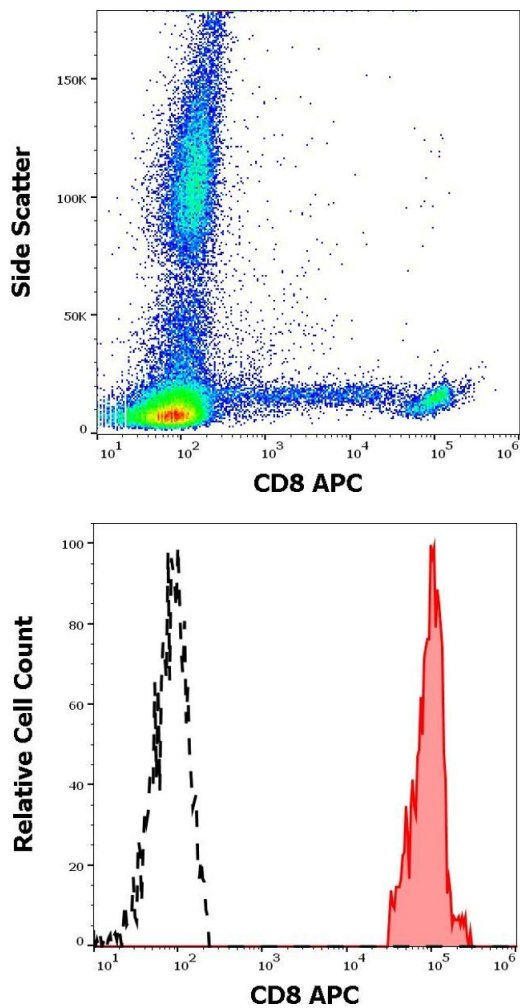 150K
100K
50K
0
Side Scatter
10¹ 10² 10³ 10⁴ 10⁵ 10⁶
CD8 APC
100
80
60
40
20
0
Relative Cell Count
10¹ 10² 10³ 10⁴ 10⁵ 10⁶
CD8 APC